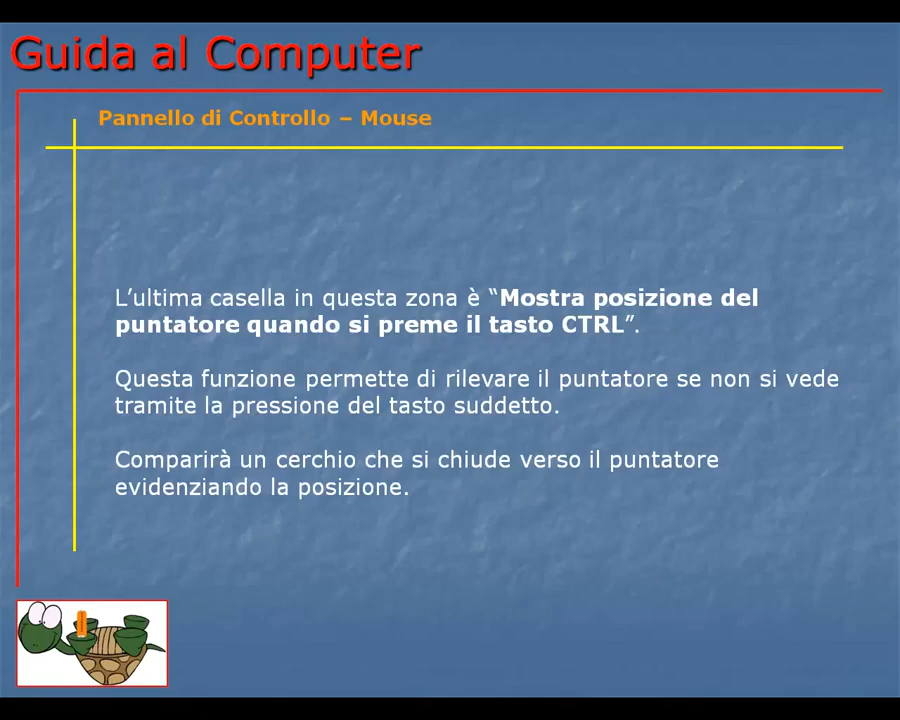 Guida al Computer
Pannello di Controllo – Mouse
L’ultima casella in questa zona è “Mostra posizione del
puntatore quando si preme il tasto CTRL”.
Questa funzione permette di rilevare il puntatore se non si vede
tramite la pressione del tasto suddetto.
Comparirà un cerchio che si chiude verso il puntatore
evidenziando la posizione.